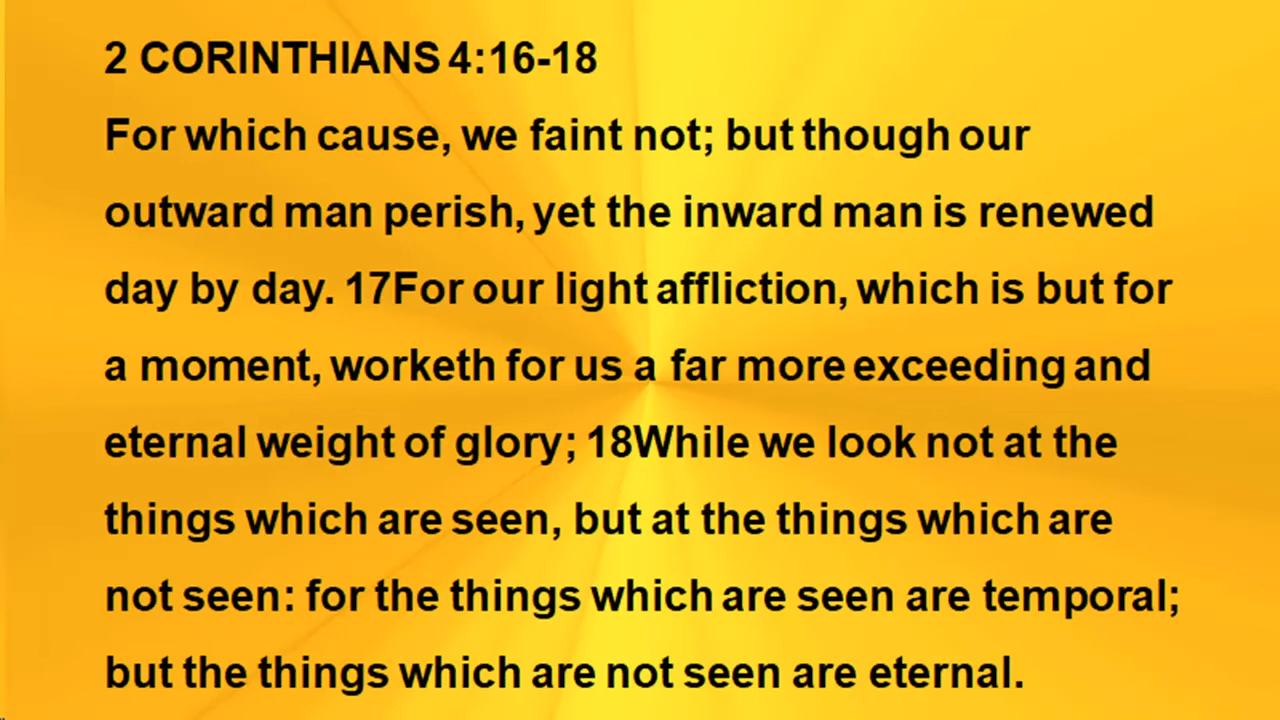 2 CORINTHIANS 4:16-18
For which cause, we faint not; but though our
outward man perish, yet the inward man is renewed
day by day. 17For our light affliction, which is but for
a moment, worketh for us a far more exceeding and
eternal weight of glory; 18While we look not at the
things which are seen, but at the things which are
not seen: for the things which are seen are temporal;
but the things which are not seen are eternal.